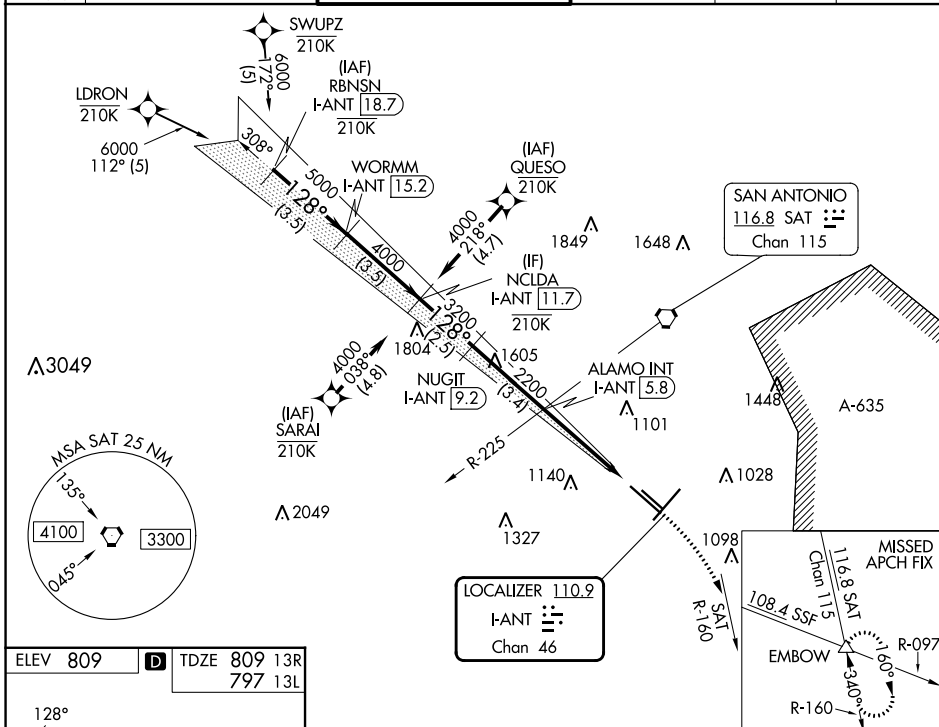 SWUPZ
210K
6000
172°
(5)
LDRON
210K
6000
112° (5)
(IAF)
RBNSN
I-ANT 18.7
210K
308°
128°
5000
(3.5)
WORMM
I-ANT 15.2
4000
(3.5)
(IAF)
QUESO
210K
4000
218°
(4.7)
1849
1648
SAN ANTONIO
116.8 SAT
Chan 115
(IF)
NCLDA
I-ANT 11.7
210K
3200
128°
(2.5)
1804
1605
NUGIT
I-ANT 9.2
2200
(3.4)
ALAMO INT
I-ANT 5.8
1101
1448
A-635
3049
4000
038°
(4.8)
(IAF)
SARAI
210K
R-225
1140
1028
MSA SAT 25 NM
135°
4100
3300
045°
2049
1327
1098
LOCALIZER 110.9
I-ANT
Chan 46
SAT
R-160
MISSED
APCH FIX
116.8 SAT
Chan 115
108.4 SSF
EMBOW
R-097
160°
340°
R-160
ELEV 809
D
TDZE 809 13R
797 13L
128°